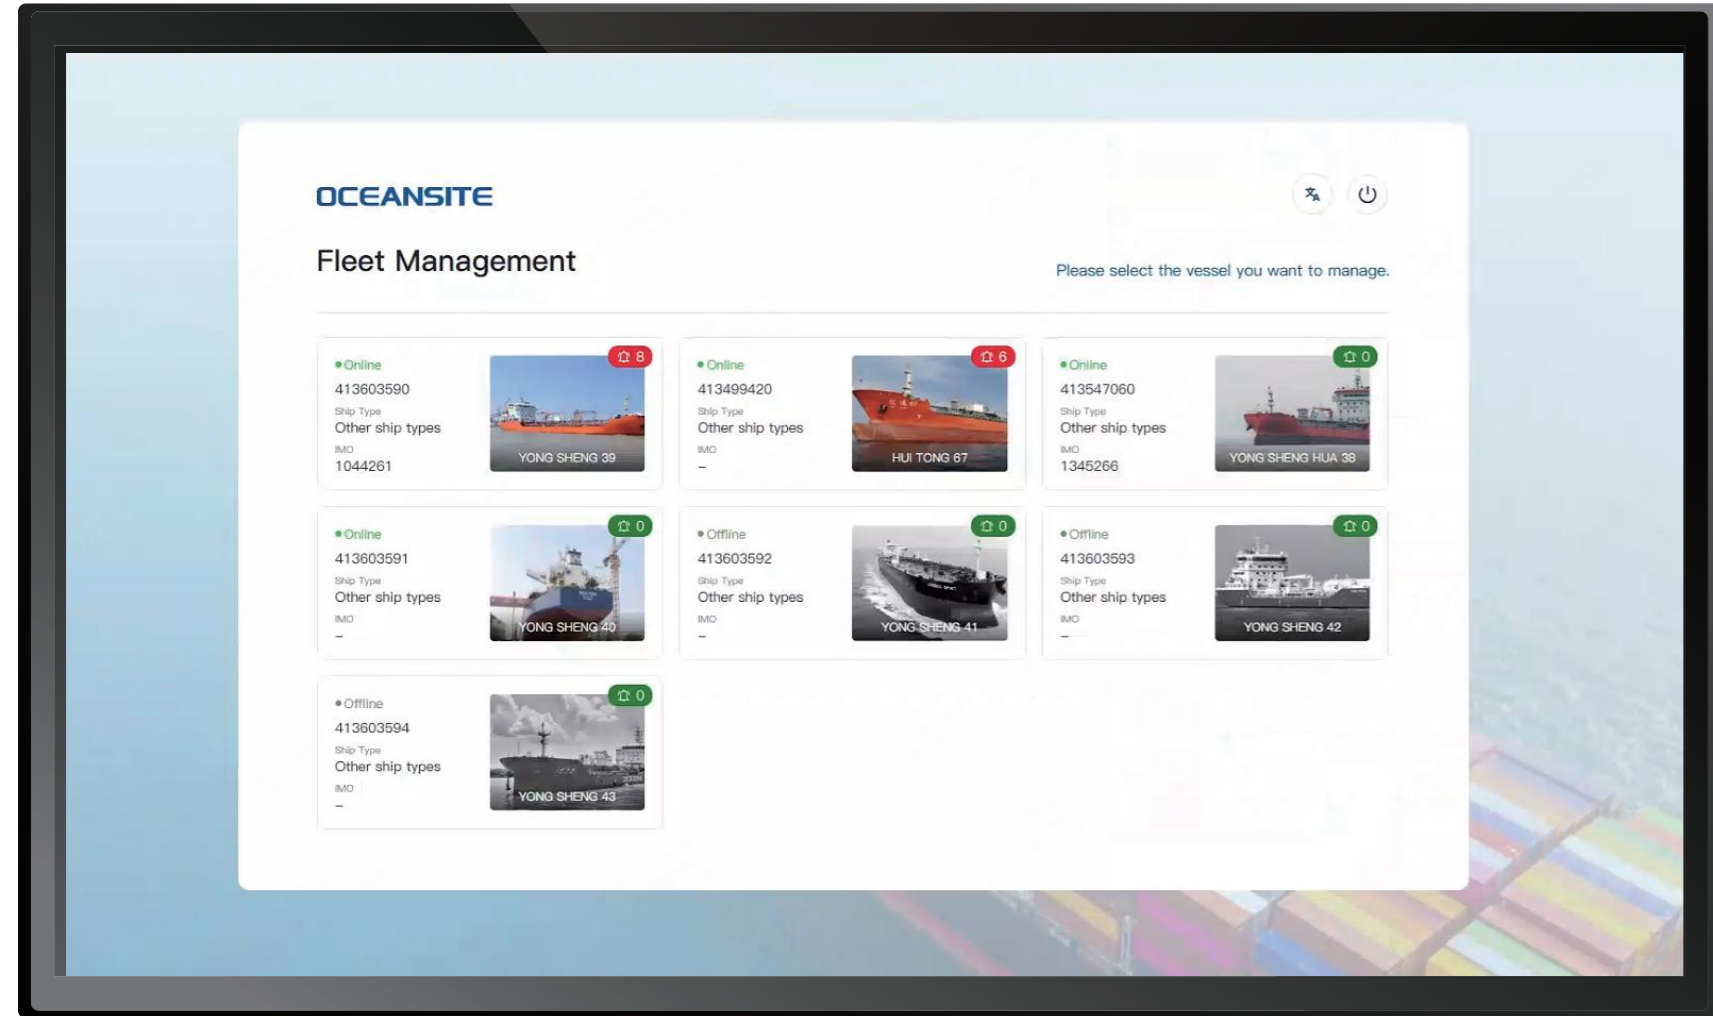 OCEANSITE
Fleet Management
Please select the vessel you want to manage.
Online
8
413603590
Ship Type
Other ship types
IMO
1044261
YONG SHENG 39
Online
6
413499420
Ship Type
Other ship types
IMO
–
HUI TONG 67
Online
0
413547060
Ship Type
Other ship types
IMO
1345266
YONG SHENG HUA 38
Online
0
413603591
Ship Type
Other ship types
IMO
–
YONG SHENG 40
Offline
0
413603592
Ship Type
Other ship types
IMO
–
YONG SHENG 41
Offline
0
413603593
Ship Type
Other ship types
IMO
–
YONG SHENG 42
Offline
0
413603594
Ship Type
Other ship types
IMO
–
YONG SHENG 43